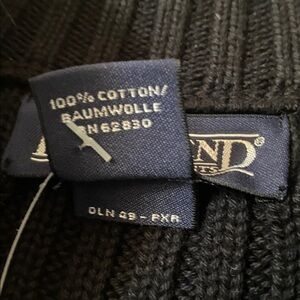 100% COTTON/
BAUMWOLLE
RN 62830
END®
OLN 49 - PXR